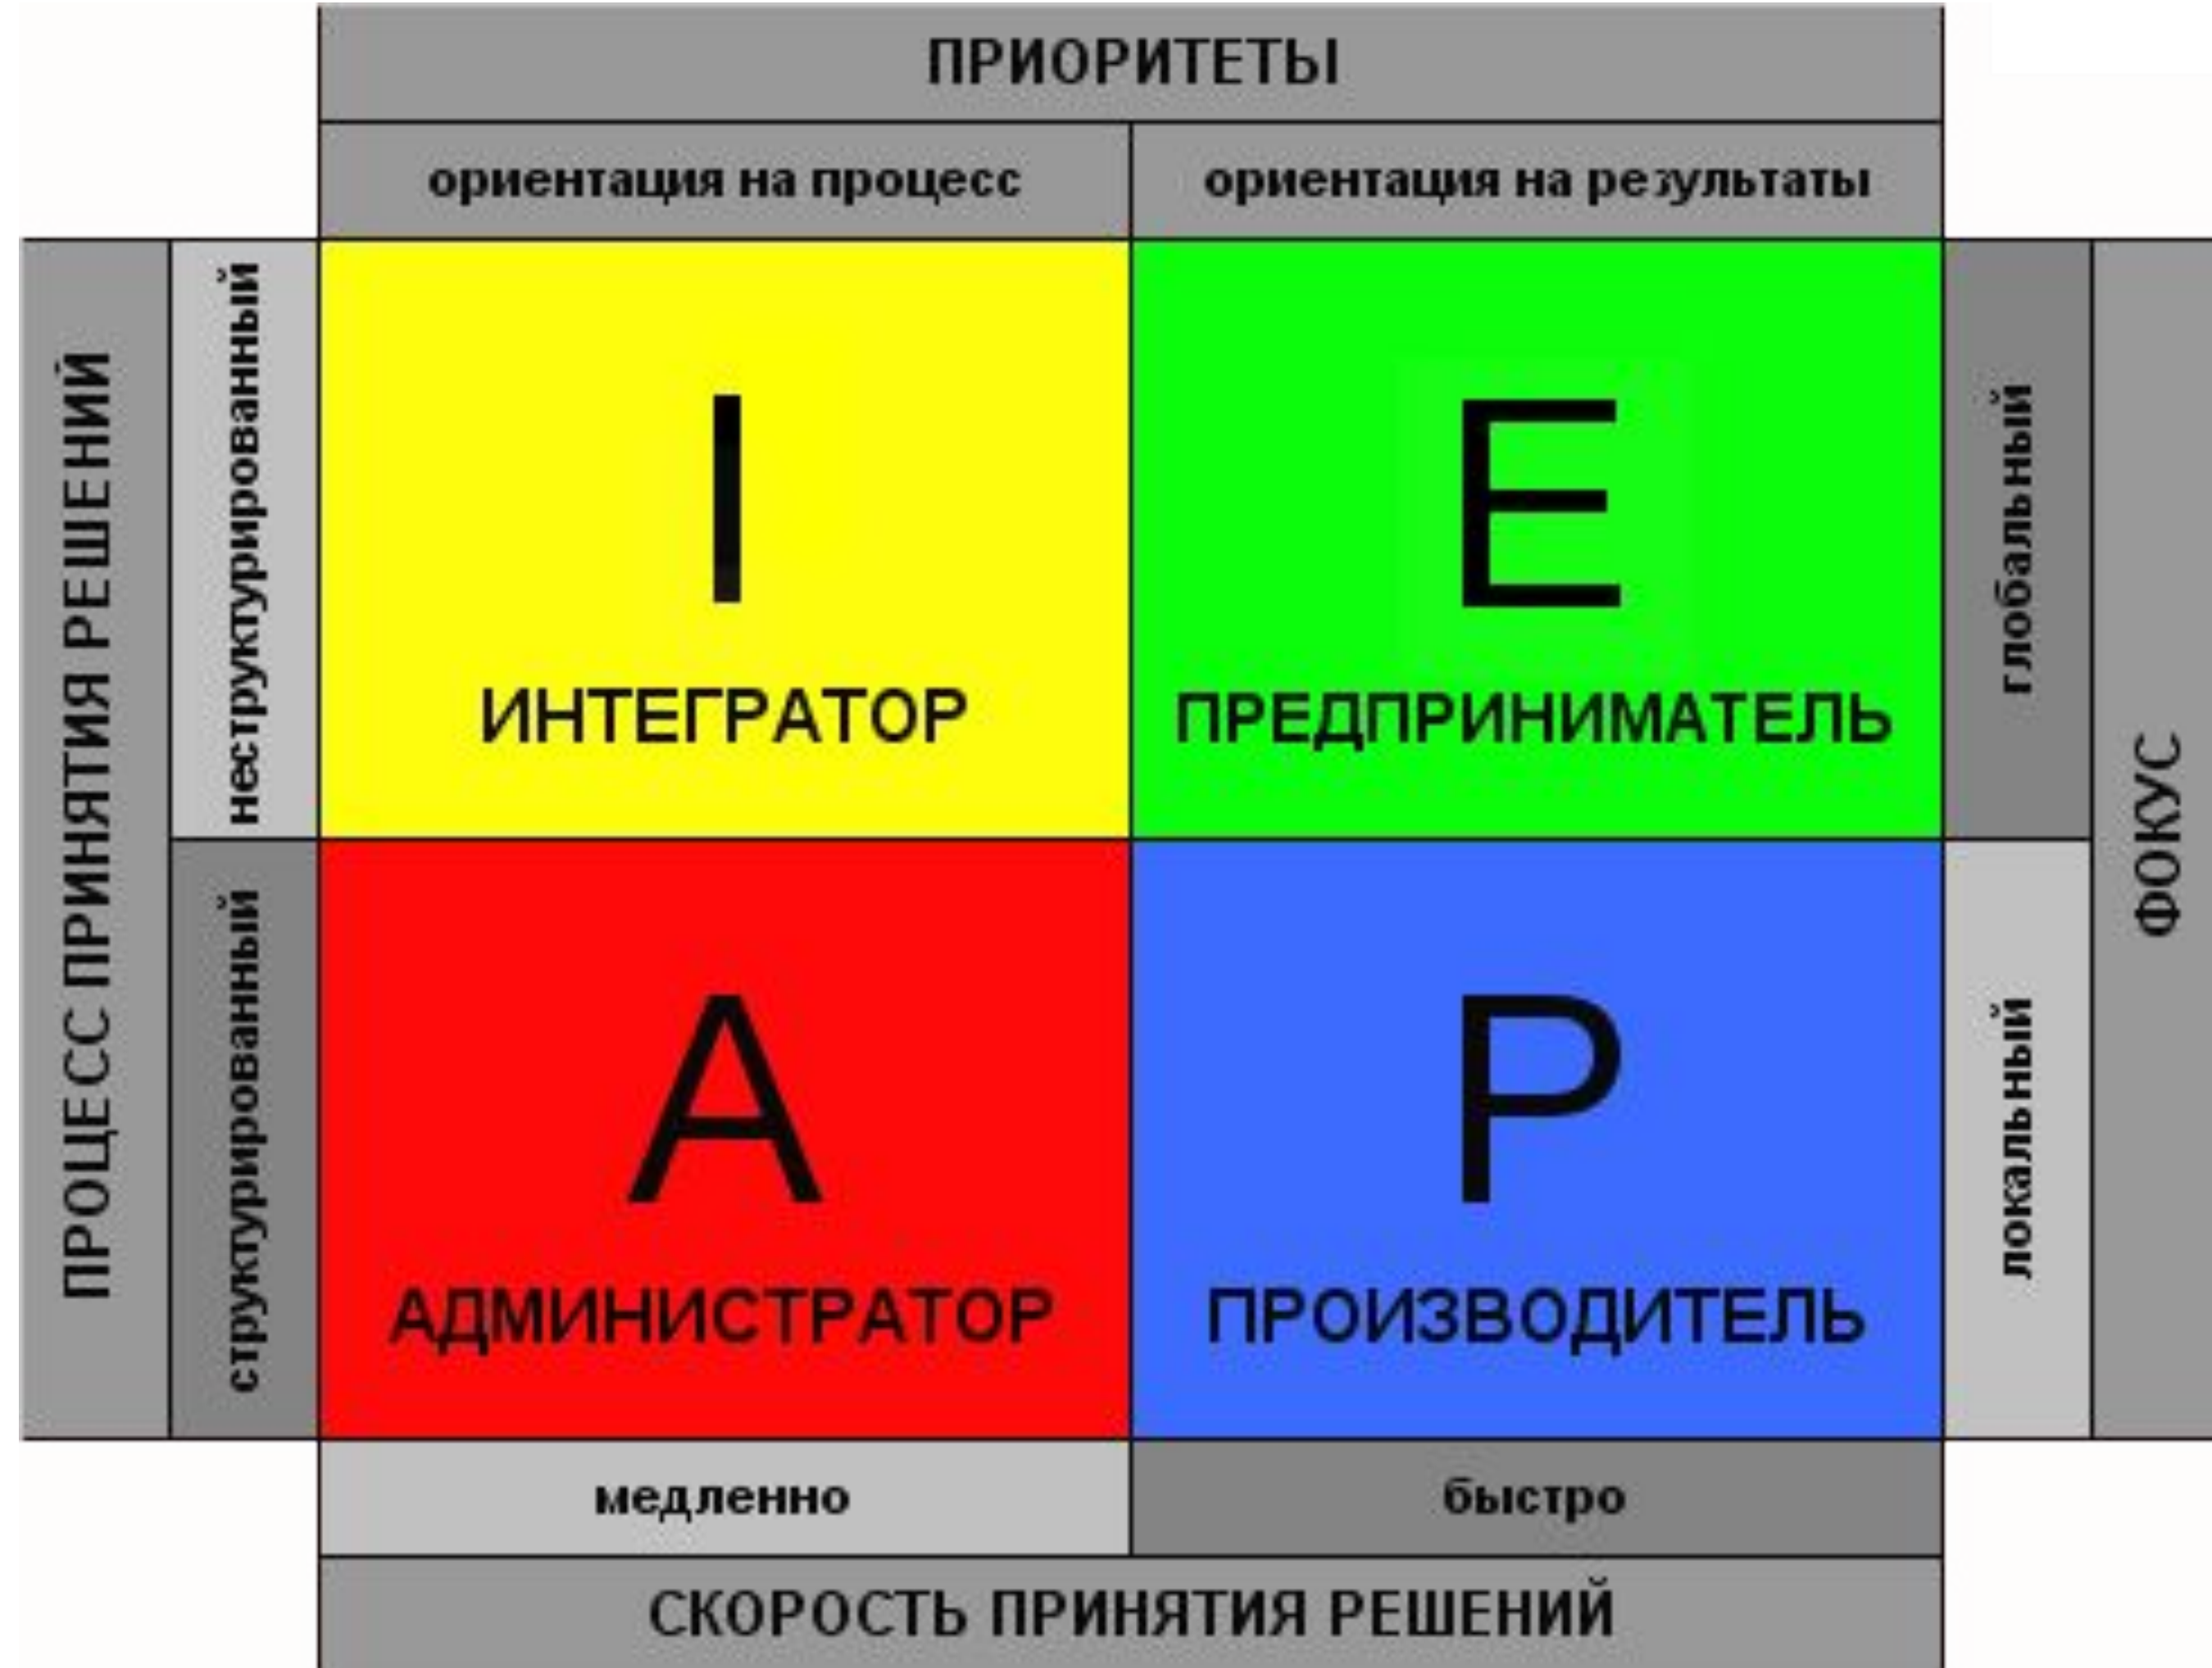 ПРИОРИТЕТЫ
ориентация на процесс
ориентация на результаты
ПРОЦЕСС ПРИНЯТИЯ РЕШЕНИЙ
неструктурированный
I
ИНТЕГРАТОР
E
ПРЕДПРИНИМАТЕЛЬ
глобальный
ФОКУС
структурированный
A
АДМИНИСТРАТОР
P
ПРОИЗВОДИТЕЛЬ
локальный
медленно
быстро
СКОРОСТЬ ПРИНЯТИЯ РЕШЕНИЙ